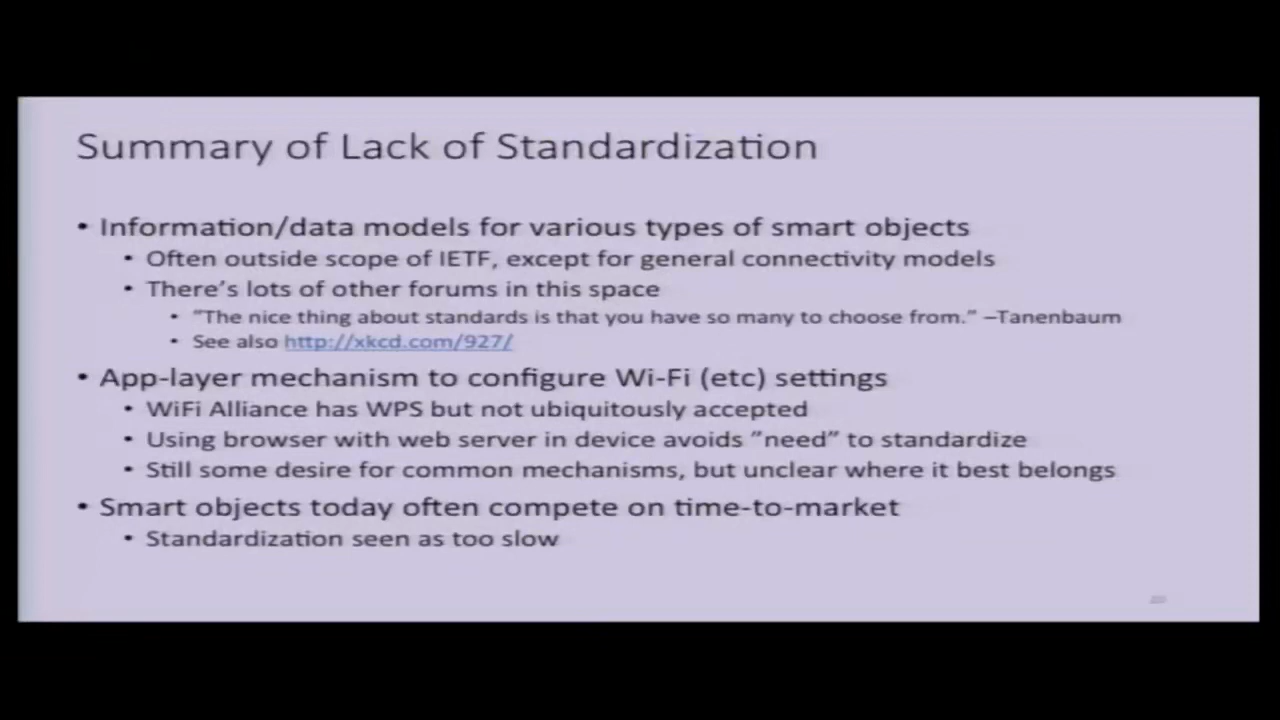 Summary of Lack of Standardization
• Information/data models for various types of smart objects
• Often outside scope of IETF, except for general connectivity models
• There's lots of other forums in this space
• "The nice thing about standards is that you have so many to choose from." –Tanenbaum
• See also http://xkcd.com/927/
• App-layer mechanism to configure Wi-Fi (etc) settings
• WiFi Alliance has WPS but not ubiquitously accepted
• Using browser with web server in device avoids "need" to standardize
• Still some desire for common mechanisms, but unclear where it best belongs
• Smart objects today often compete on time-to-market
• Standardization seen as too slow